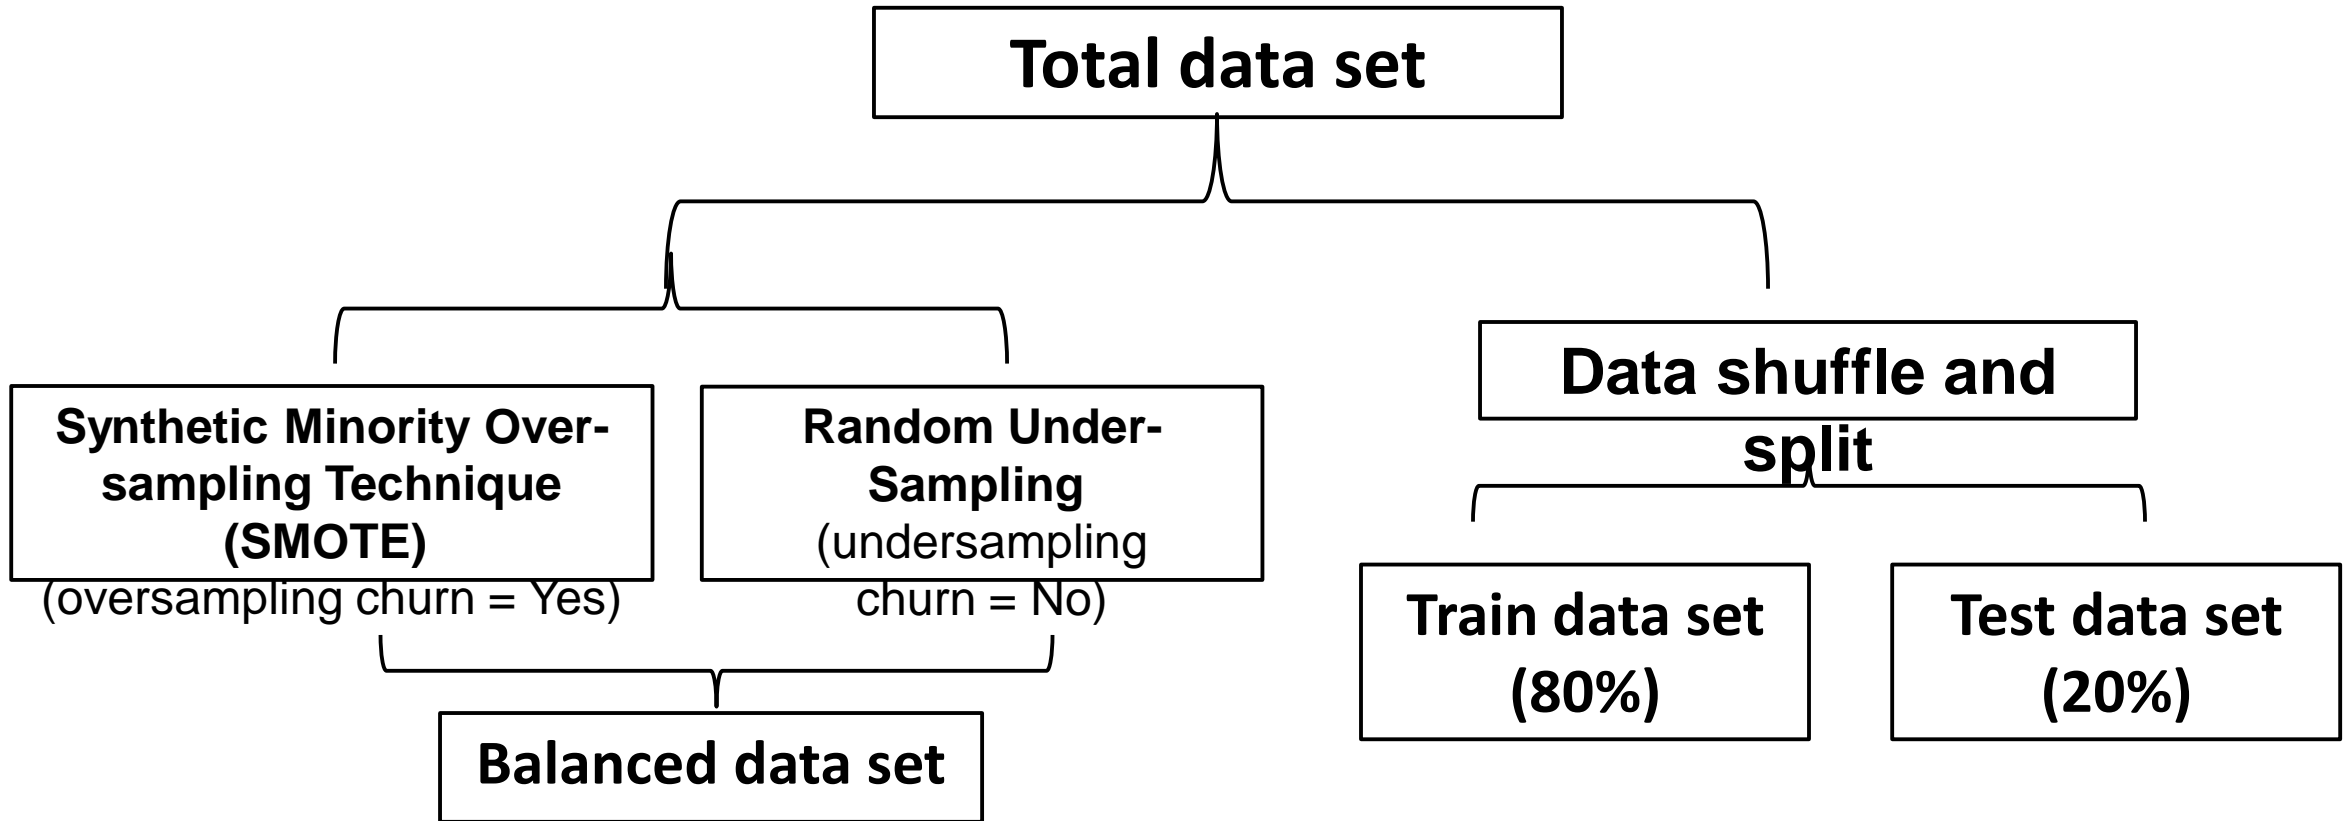 Total data set
Synthetic Minority Over-
sampling Technique
(SMOTE)
(oversampling churn = Yes)
Random Under-
Sampling
(undersampling
churn = No)
Balanced data set
Data shuffle and
split
Train data set
(80%)
Test data set
(20%)